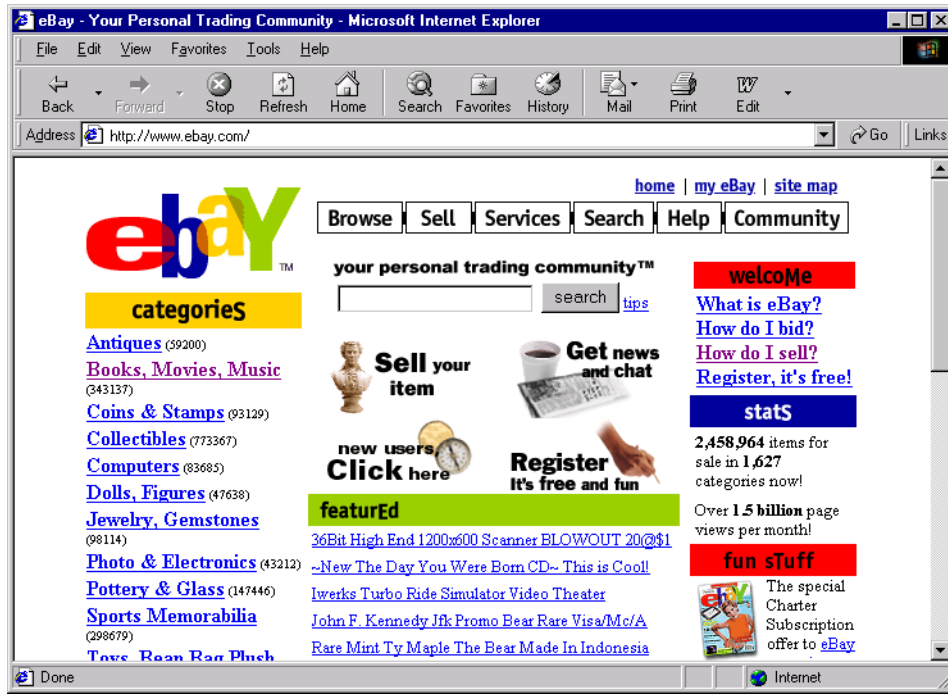 eBay - Your Personal Trading Community - Microsoft Internet Explorer
File Edit View Favorites Tools Help
Back Forward Stop Refresh Home Search Favorites History Mail Print Edit
Address http://www.ebay.com/ Go Links
ebaY™
home | my eBay | site map
Browse Sell Services Search Help Community
your personal trading community™
search tips
categorieS
Antiques (59200)
Books, Movies, Music
(343137)
Coins & Stamps (93129)
Collectibles (773367)
Computers (83685)
Dolls, Figures (47638)
Jewelry, Gemstones
(98114)
Photo & Electronics (43212)
Pottery & Glass (147446)
Sports Memorabilia
(298679)
Toys, Bean Bag Plush
Sell your
item
Get news
and chat
new users
Click here
Register
It's free and fun
featurEd
36Bit High End 1200x600 Scanner BLOWOUT 20@$1
~New The Day You Were Born CD~ This is Cool!
Iwerks Turbo Ride Simulator Video Theater
John F. Kennedy Jfk Promo Bear Rare Visa/Mc/A
Rare Mint Ty Maple The Bear Made In Indonesia
welcoMe
What is eBay?
How do I bid?
How do I sell?
Register, it's free!
statS
2,458,964 items for
sale in 1,627
categories now!
Over 1.5 billion page
views per month!
fun sTuff
ebY
The special
Charter
Subscription
offer to eBay
Done
Internet